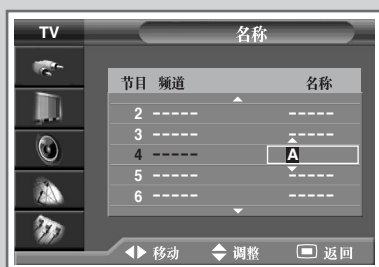 TV 名称
节目 频道 名称
2 ----- -----
3 ----- -----
4 ----- A
5 ----- -----
6 ----- -----
移动 调整 返回